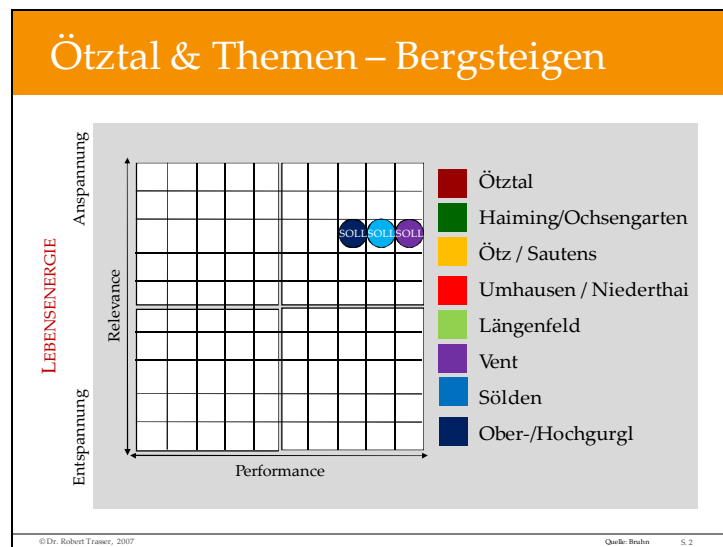 Ötztal & Themen – Bergsteigen
LEBENSENERGIE
Anspannung
Entspannung
Relevance
SOLL SOLL SOLL
Performance
Ötztal
Haiming/Ochsengarten
Ötz / Sautens
Umhausen / Niederthai
Längenfeld
Vent
Sölden
Ober-/Hochgurgl
©Dr. Robert Trasser, 2007
Quelle: Bruhn
S. 2